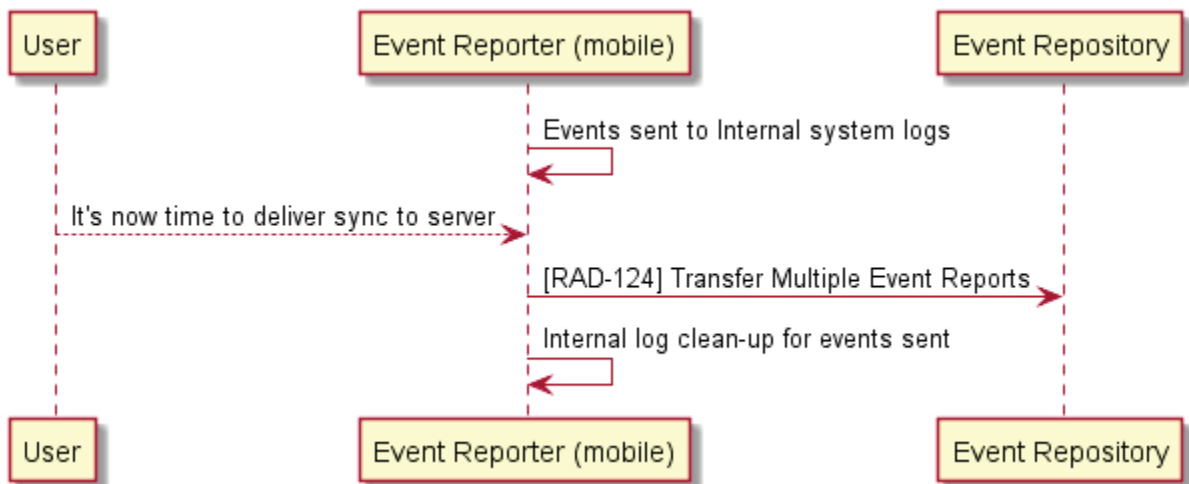 User
Event Reporter (mobile)
Event Repository
Events sent to Internal system logs
It's now time to deliver sync to server
[RAD-124] Transfer Multiple Event Reports
Internal log clean-up for events sent
User
Event Reporter (mobile)
Event Repository